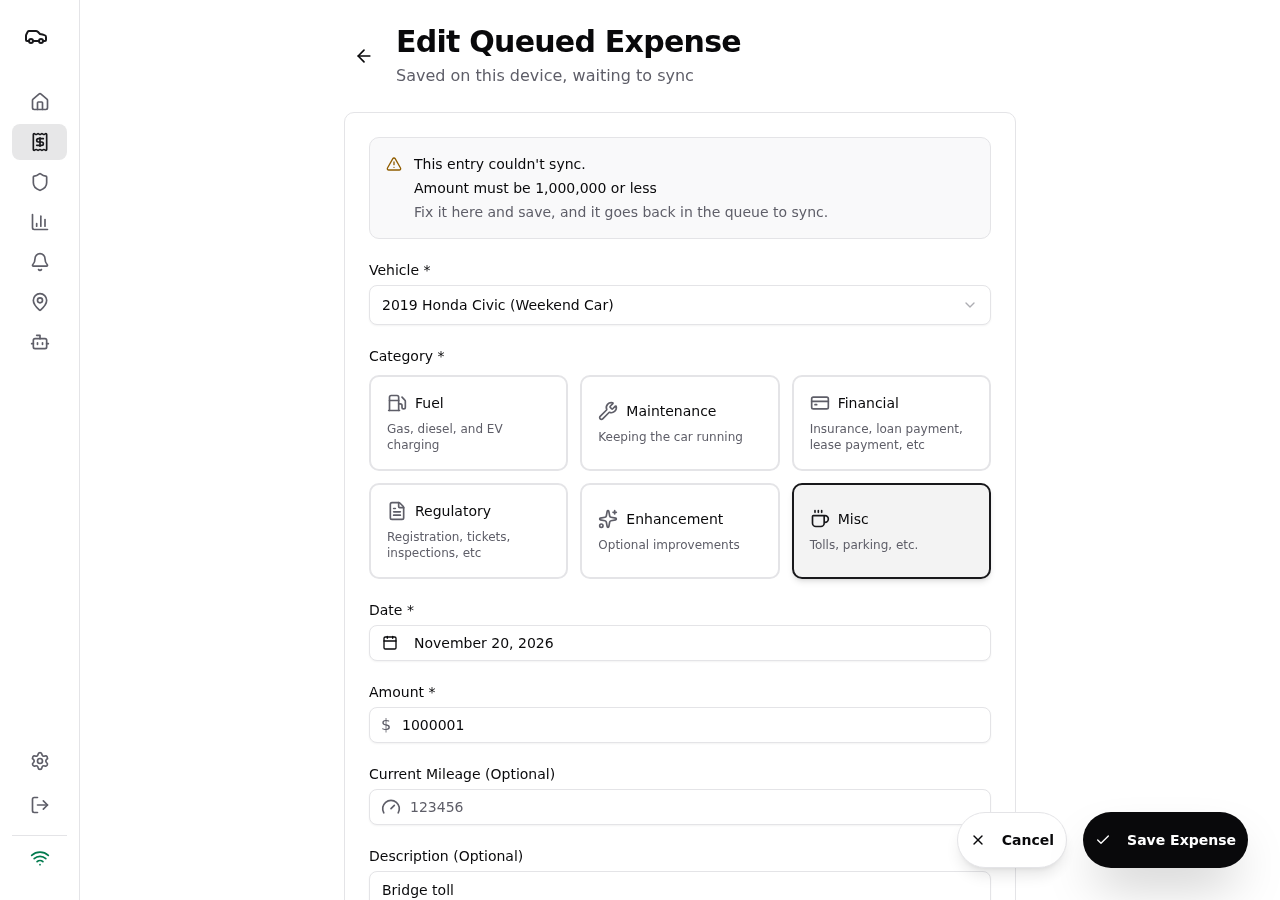 Edit Queued Expense
Saved on this device, waiting to sync
This entry couldn't sync.
Amount must be 1,000,000 or less
Fix it here and save, and it goes back in the queue to sync.
Vehicle *
2019 Honda Civic (Weekend Car)
Category *
Fuel
Gas, diesel, and EV
charging
Maintenance
Keeping the car running
Financial
Insurance, loan payment,
lease payment, etc
Regulatory
Registration, tickets,
inspections, etc
Enhancement
Optional improvements
Misc
Tolls, parking, etc.
Date *
November 20, 2026
Amount *
$ 1000001
Current Mileage (Optional)
123456
Cancel
Save Expense
Description (Optional)
Bridge toll